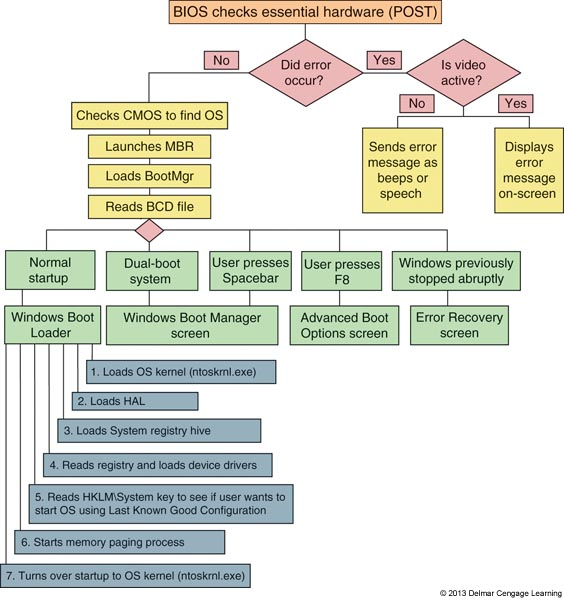 BIOS checks essential hardware (POST)
No
Did error
occur?
Yes
Is video
active?
No
Yes
Checks CMOS to find OS
Launches MBR
Loads BootMgr
Reads BCD file
Sends error
message as
beeps or
speech
Displays
error
message
on-screen
Normal
startup
Dual-boot
system
User presses
Spacebar
User presses
F8
Windows previously
stopped abruptly
Windows Boot
Loader
Windows Boot Manager
screen
Advanced Boot
Options screen
Error Recovery
screen
1. Loads OS kernel (ntoskrnl.exe)
2. Loads HAL
3. Loads System registry hive
4. Reads registry and loads device drivers
5. Reads HKLM\System key to see if user wants to
start OS using Last Known Good Configuration
6. Starts memory paging process
7. Turns over startup to OS kernel (ntoskrnl.exe)
© 2013 Delmar Cengage Learning